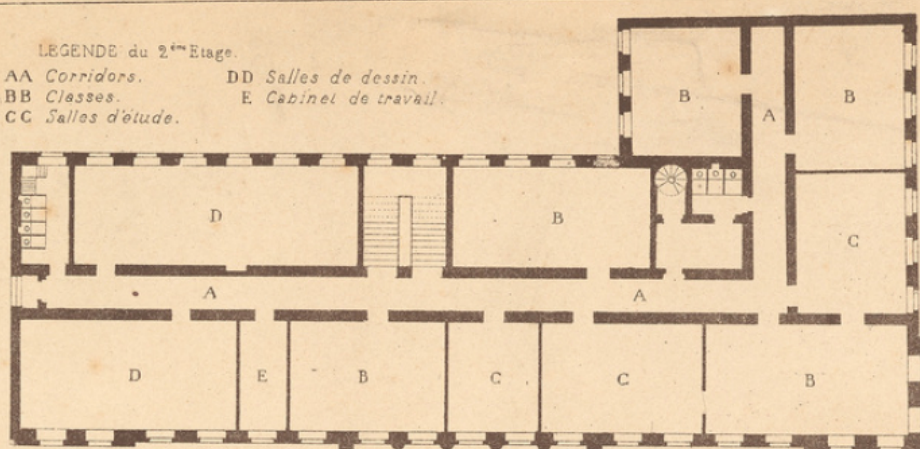 LEGENDE du 2ème Etage.
AA Corridors.
BB Classes.
CC Salles d'étude.
DD Salles de dessin.
E Cabinet de travail.
B
A
B
D
B
C
A
A
D
E
B
C
C
B